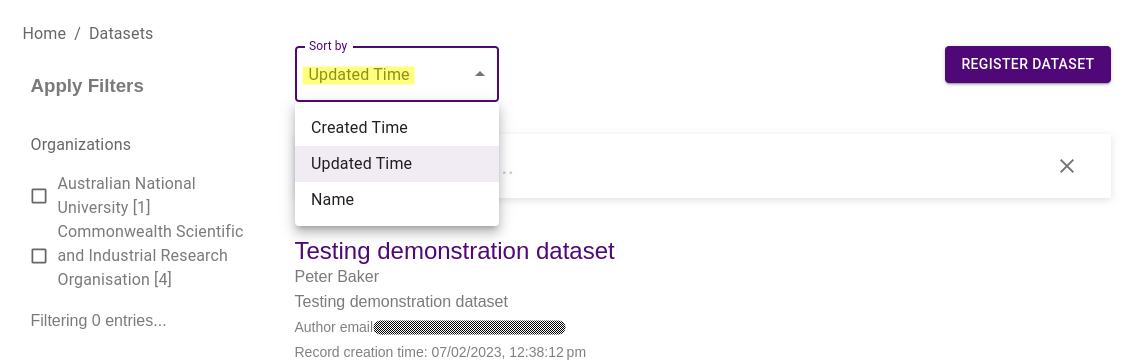 Home / Datasets
Sort by
Updated Time
REGISTER DATASET
Apply Filters
Created Time
Updated Time
Name
Organizations
Australian National
University [1]
Commonwealth Scientific
and Industrial Research
Organisation [4]
Filtering 0 entries...
Testing demonstration dataset
Peter Baker
Testing demonstration dataset
Author email
Record creation time: 07/02/2023, 12:38:12 pm